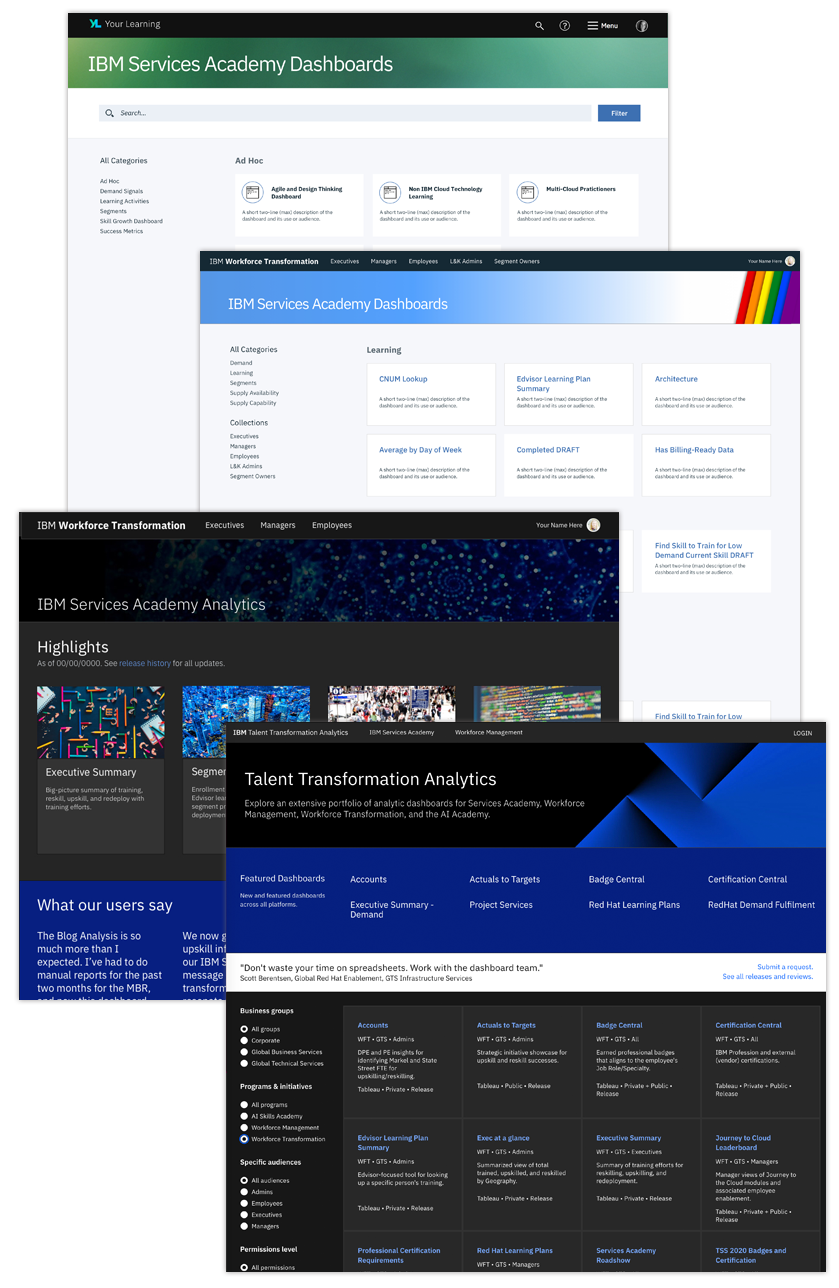 Your Learning
Menu
IBM Services Academy Dashboards
Search...
Filter
All Categories
Ad Hoc
Demand Signals
Learning Activities
Segments
Skill Growth Dashboard
Success Metrics
Ad Hoc
Agile and Design Thinking
Dashboard
A short two-line (max) description of the
dashboard and its use or audience.
Non IBM Cloud Technology
Learning
A short two-line (max) description of the
dashboard and its use or audience.
Multi-Cloud Pratictioners
A short two-line (max) description of the
dashboard and its use or audience.
IBM Workforce Transformation
Executives
Managers
Employees
L&K Admins
Segment Owners
Your Name Here
IBM Services Academy Dashboards
All Categories
Demand
Learning
Segments
Supply Availability
Supply Capability
Collections
Executives
Managers
Employees
L&K Admins
Segment Owners
Learning
CNUM Lookup
A short two-line (max) description of the
dashboard and its use or audience.
Edvisor Learning Plan
Summary
A short two-line (max) description of the
dashboard and its use or audience.
Architecture
A short two-line (max) description of the
dashboard and its use or audience.
Average by Day of Week
A short two-line (max) description of the
dashboard and its use or audience.
Completed DRAFT
A short two-line (max) description of the
dashboard and its use or audience.
Has Billing-Ready Data
A short two-line (max) description of the
dashboard and its use or audience.
Find Skill to Train for Low
Demand Current Skill DRAFT
A short two-line (max) description of the
dashboard and its use or audience.
Find Skill to Train for Low
IBM Workforce Transformation
Executives
Managers
Employees
Your Name Here
IBM Services Academy Analytics
Highlights
As of 00/00/0000. See release history for all updates.
Executive Summary
Big-picture summary of training,
reskill, upskill, and redeploy with
training efforts.
Segmen
Enrollment
Edvisor lea
segment pr
deploymen
What our users say
The Blog Analysis is so
much more than I
expected. I've had to do
manual reports for the past
two months for the MBR,
and now this dashboard
We now g
upskill inf
our IBM S
message
transform
IBM Talent Transformation Analytics
IBM Services Academy
Workforce Management
LOGIN
Talent Transformation Analytics
Explore an extensive portfolio of analytic dashboards for Services Academy, Workforce
Management, Workforce Transformation, and the AI Academy.
Featured Dashboards
New and featured dashboards
across all platforms.
Accounts
Actuals to Targets
Badge Central
Certification Central
Executive Summary -
Demand
Project Services
Red Hat Learning Plans
RedHat Demand Fulfilment
"Don't waste your time on spreadsheets. Work with the dashboard team."
Scott Berentsen, Global Red Hat Enablement, GTS Infrastructure Services
Submit a request.
See all releases and reviews.
Business groups
All groups
Corporate
Global Business Services
Global Technical Services
Programs & initiatives
All programs
AI Skills Academy
Workforce Management
Workforce Transformation
Specific audiences
All audiences
Admins
Employees
Executives
Managers
Permissions level
All permissions
Accounts
WFT • GTS • Admins
DPE and PE insights for
identifying Markel and State
Street FTE for
upskilling/reskilling.
Tableau • Private • Release
Actuals to Targets
WFT • GTS • Admins
Strategic initiative showcase for
upskill and reskill successes.
Tableau • Public • Release
Badge Central
WFT • GTS • All
Earned professional badges
that aligns to the employee's
Job Role/Specialty.
Tableau • Private + Public •
Release
Certification Central
WFT • GTS • All
IBM Profession and external
(vendor) certifications.
Tableau • Private + Public •
Release
Edvisor Learning Plan
Summary
WFT • GTS • Admins
Edvisor-focused tool for looking
up a specific person's training.
Tableau • Private • Release
Exec at a glance
WFT • GTS • Admins
Summarized view of total
trained, upskilled, and reskilled
by Geography.
Tableau • Private • Release
Executive Summary
WFT • GTS • Executives
Summary of training efforts for
reskilling, upskilling, and
redeployment.
Tableau • Private • Release
Journey to Cloud
Leaderboard
WFT • GTS • Managers
Manager views of Journey to
the Cloud modules and
associated employee
enablement.
Tableau • Private + Public •
Release
Professional Certification
Requirements
Red Hat Learning Plans
WFT • GTS • Managers
Services Academy
Roadshow
TSS 2020 Badges and
Certification